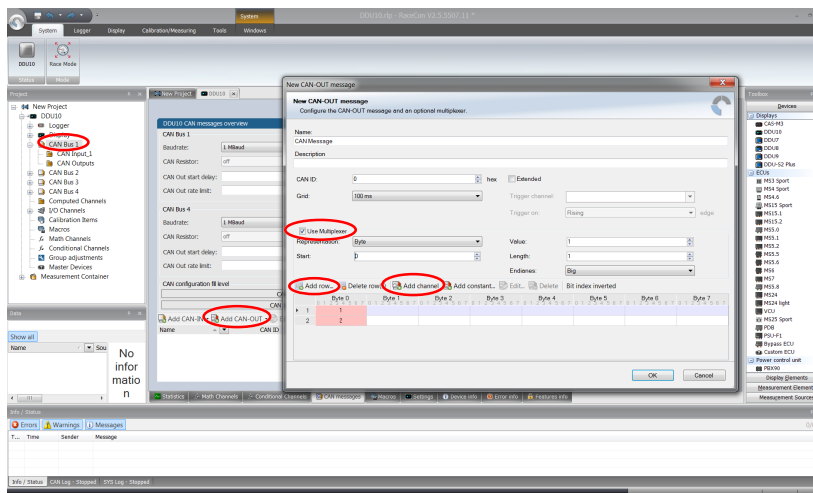 System
DDU10.rbp - RaceCon V2.5.5507.11 *
System Logger Display Calibration/Measuring Tools Windows
DDU10 Race Mode
Status Mode
Project
New Project
DDU10
Logger
Display
CAN Bus 1
CAN Input_1
CAN Outputs
CAN Bus 2
CAN Bus 3
CAN Bus 4
Computed Channels
I/O Channels
Calibration Items
Macros
Math Channels
Conditional Channels
Group adjustments
Master Devices
Measurement Container
Data
Show all
Name Sou
No
infor
matio
n
New Project DDU10
DDU10 CAN messages overview
CAN Bus 1
Baudrate: 1 MBaud
CAN Resistor: off
CAN Out start delay:
CAN Out rate limit:
CAN Bus 4
Baudrate: 1 MBaud
CAN Resistor: off
CAN Out start delay:
CAN Out rate limit:
CAN configuration fill level
Add CAN-IN Add CAN-OUT
Name CAN ID
New CAN-OUT message
New CAN-OUT message
Configure the CAN-OUT message and an optional multiplexer.
Name:
CANMessage
Description
CAN ID: 0 hex Extended
Grid: 100 ms Trigger channel:
Trigger on: Rising edge
Use Multiplexer
Representation: Byte Value: 1
Start: 0 Length: 1
Endianes: Big
Add row... Delete row Add channel Add constant... Edit... Delete Bit index inverted
Byte 0 Byte 1 Byte 2 Byte 3 Byte 4 Byte 5 Byte 6 Byte 7
1 1
2 2
OK Cancel
Statistics Math Channels Conditional Channels CAN messages Macros Settings Device info Error info Features info
Toolbox
Devices
Displays
CAS-M3
DDU10
DDU7
DDU8
DDU9
DDU-S2 Plus
ECUs
MS3 Sport
MS4 Sport
MS4.6
MS15 Sport
MS15.1
MS15.2
MS5.0
MS5.1
MS5.2
MS5.5
MS5.6
MS6
MS7
MS5.8
MS24
MS24 light
VCU
MS25 Sport
PDB
PSU-F1
Bypass ECU
Custom ECU
Power control unit
PBX90
Display Elements
Measurement Element
Measurement Sources
Info / Status
Errors Warnings Messages
T... Time Sender Message
Info / Status CAN Log - Stopped SYS Log - Stopped